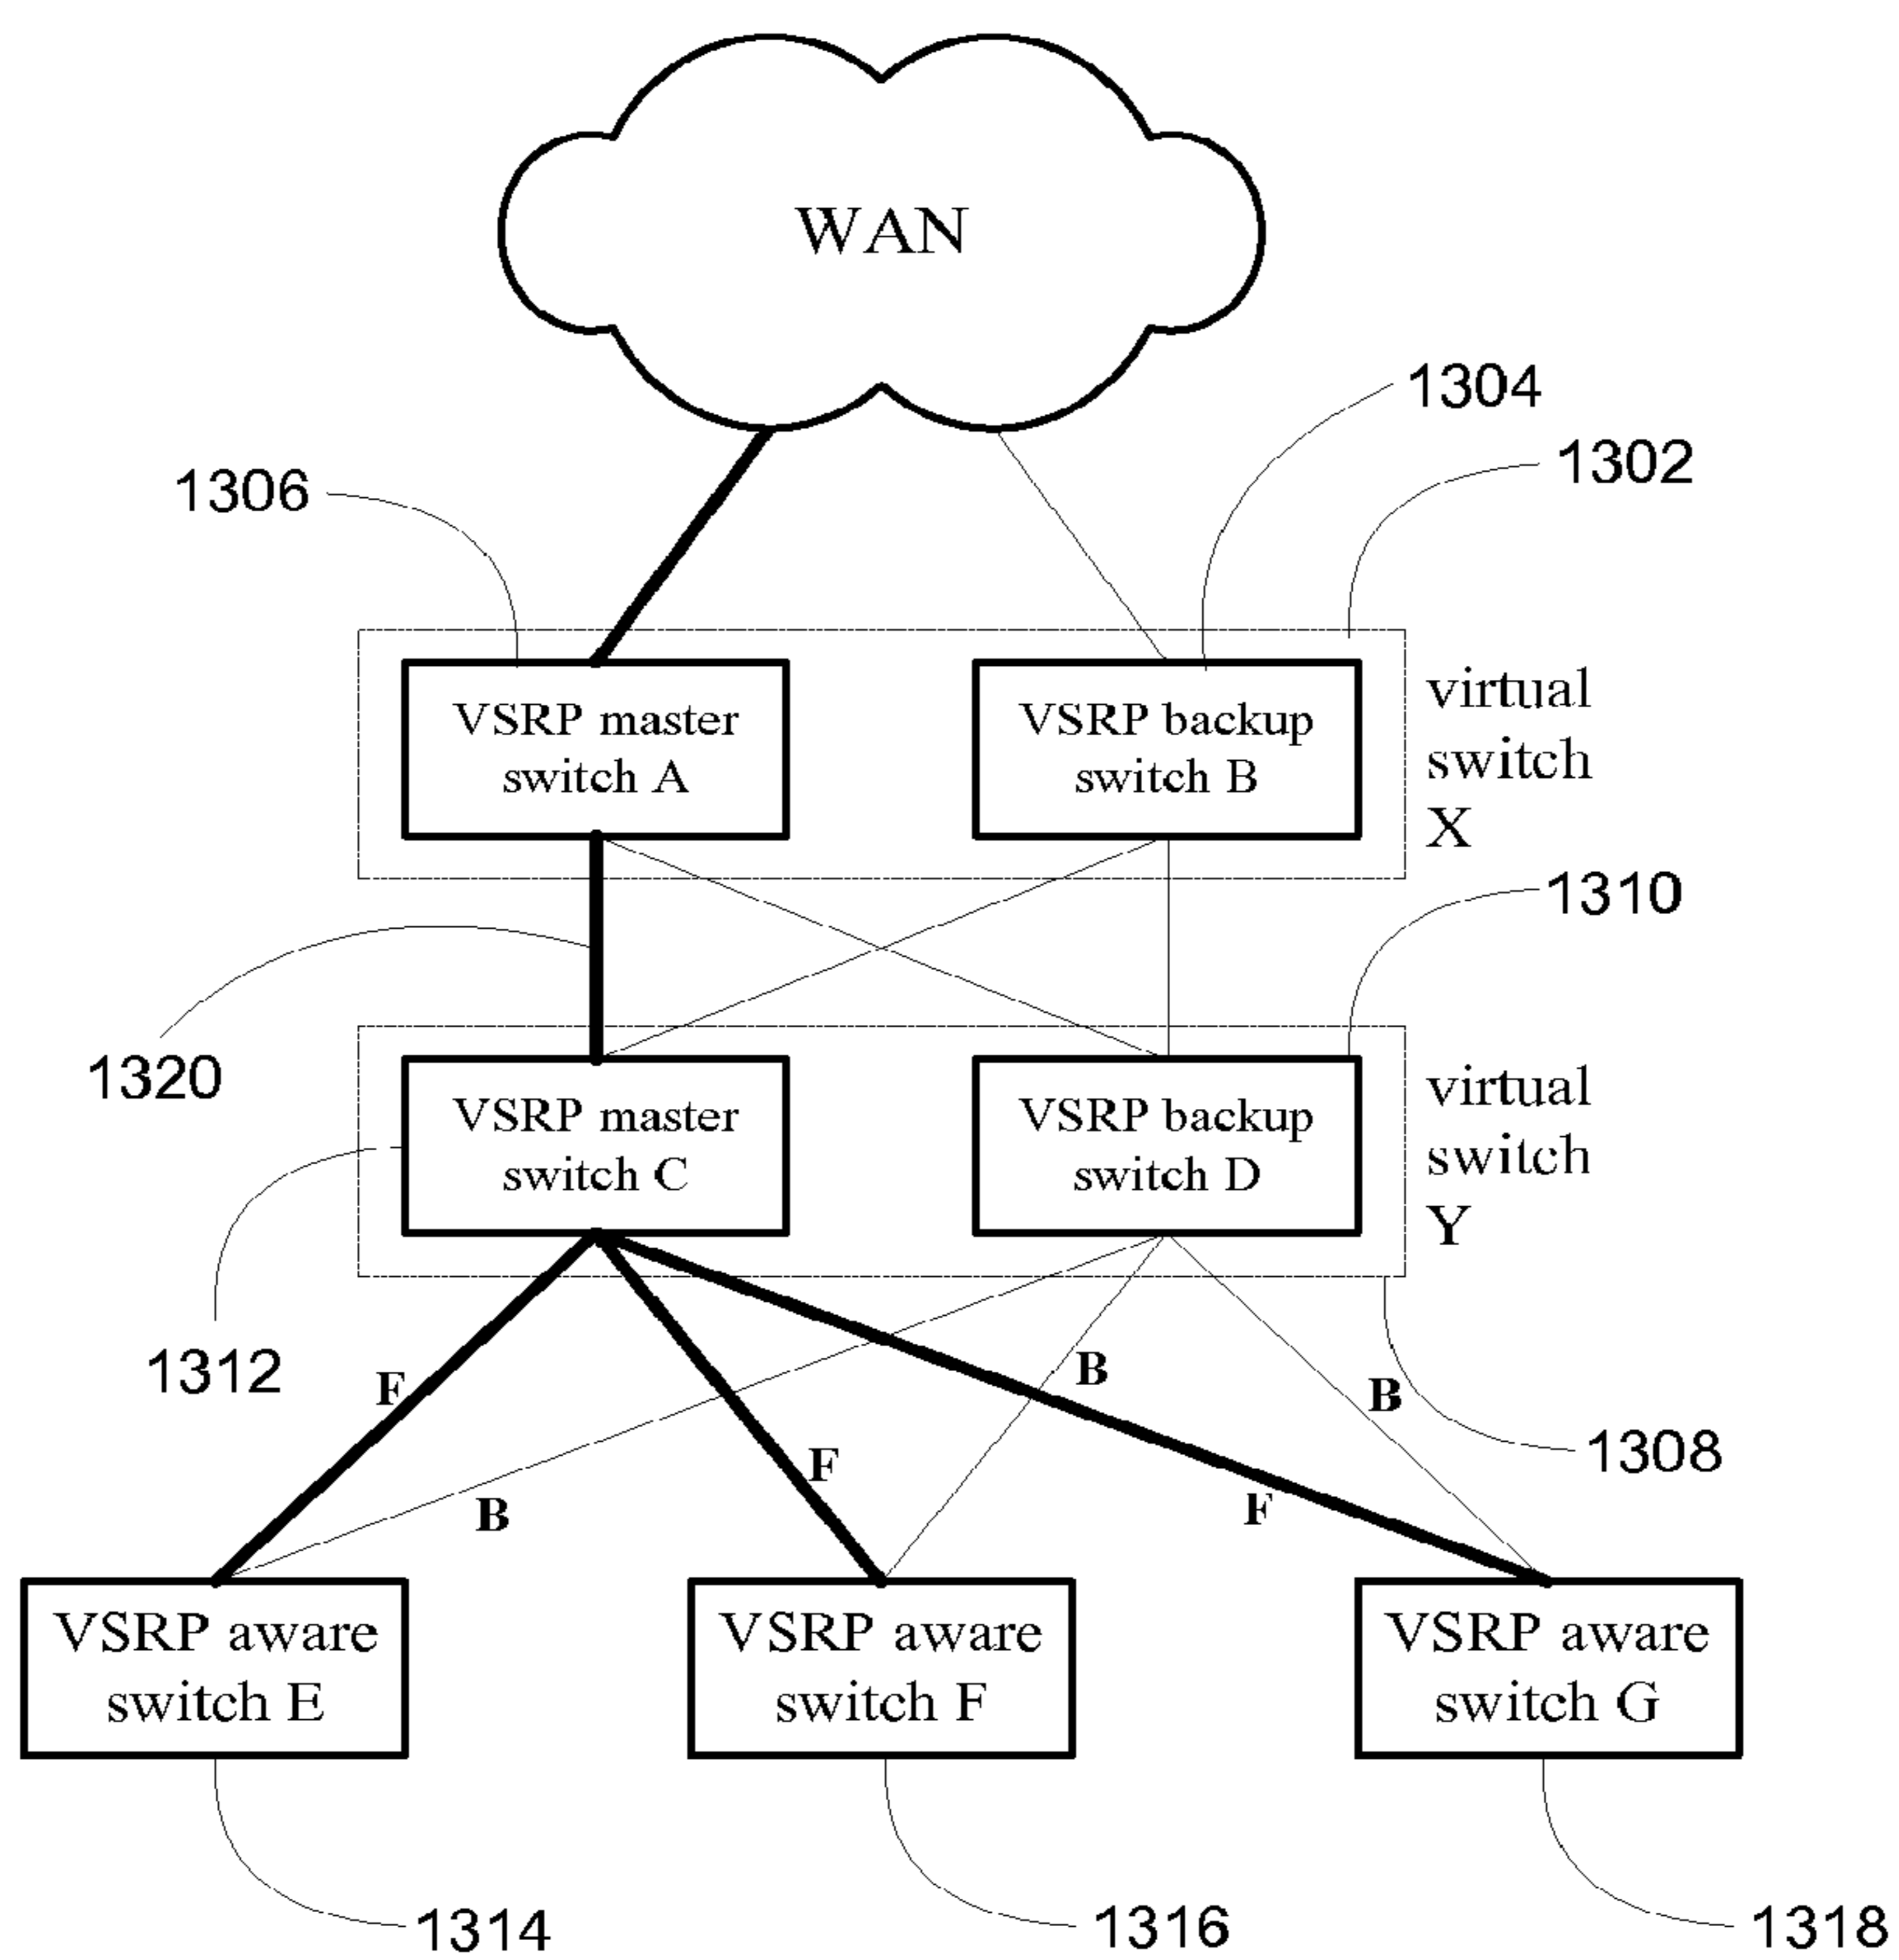 WAN
1304
1302
1306
VSRP master
switch A
VSRP backup
switch B
virtual
switch
X
1310
1320
VSRP master
switch C
VSRP backup
switch D
virtual
switch
Y
1312
F
B
B
F
B
F
1308
VSRP aware
switch E
VSRP aware
switch F
VSRP aware
switch G
1314
1316
1318